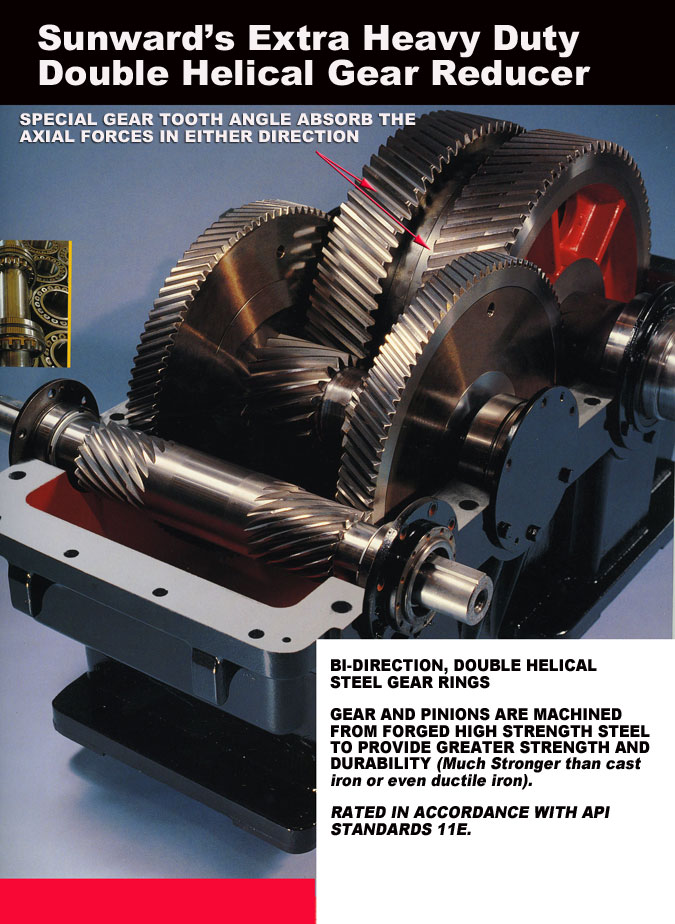 Sunward's Extra Heavy Duty
Double Helical Gear Reducer
SPECIAL GEAR TOOTH ANGLE ABSORB THE
AXIAL FORCES IN EITHER DIRECTION
BI-DIRECTION, DOUBLE HELICAL
STEEL GEAR RINGS
GEAR AND PINIONS ARE MACHINED
FROM FORGED HIGH STRENGTH STEEL
TO PROVIDE GREATER STRENGTH AND
DURABILITY (Much Stronger than cast
iron or even ductile iron).
RATED IN ACCORDANCE WITH API
STANDARDS 11E.